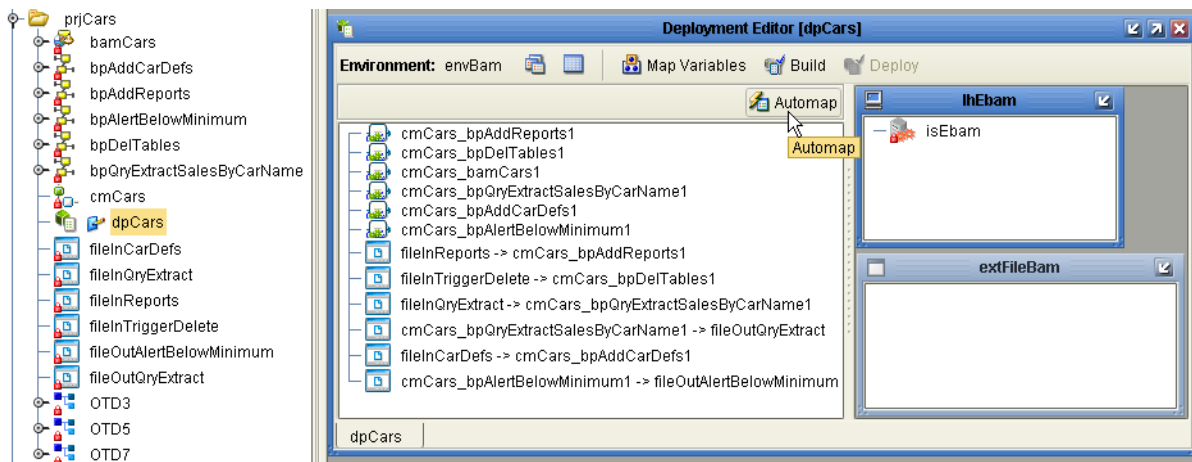 prjCars
bamCars
bpAddCarDefs
bpAddReports
bpAlertBelowMinimum
bpDelTables
bpQryExtractSalesByCarName
cmCars
dpCars
fileInCarDefs
fileInQryExtract
fileInReports
fileInTriggerDelete
fileOutAlertBelowMinimum
fileOutQryExtract
OTD3
OTD5
OTD7
Deployment Editor [dpCars]
Environment: envBam Map Variables Build Deploy
Automap
Automap
cmCars_bpAddReports1
cmCars_bpDelTables1
cmCars_bamCars1
cmCars_bpQryExtractSalesByCarName1
cmCars_bpAddCarDefs1
cmCars_bpAlertBelowMinimum1
fileInReports -> cmCars_bpAddReports1
fileInTriggerDelete -> cmCars_bpDelTables1
fileInQryExtract -> cmCars_bpQryExtractSalesByCarName1
cmCars_bpQryExtractSalesByCarName1 -> fileOutQryExtract
fileInCarDefs -> cmCars_bpAddCarDefs1
cmCars_bpAlertBelowMinimum1 -> fileOutAlertBelowMinimum
dpCars
lhEbam
isEbam
extFileBam